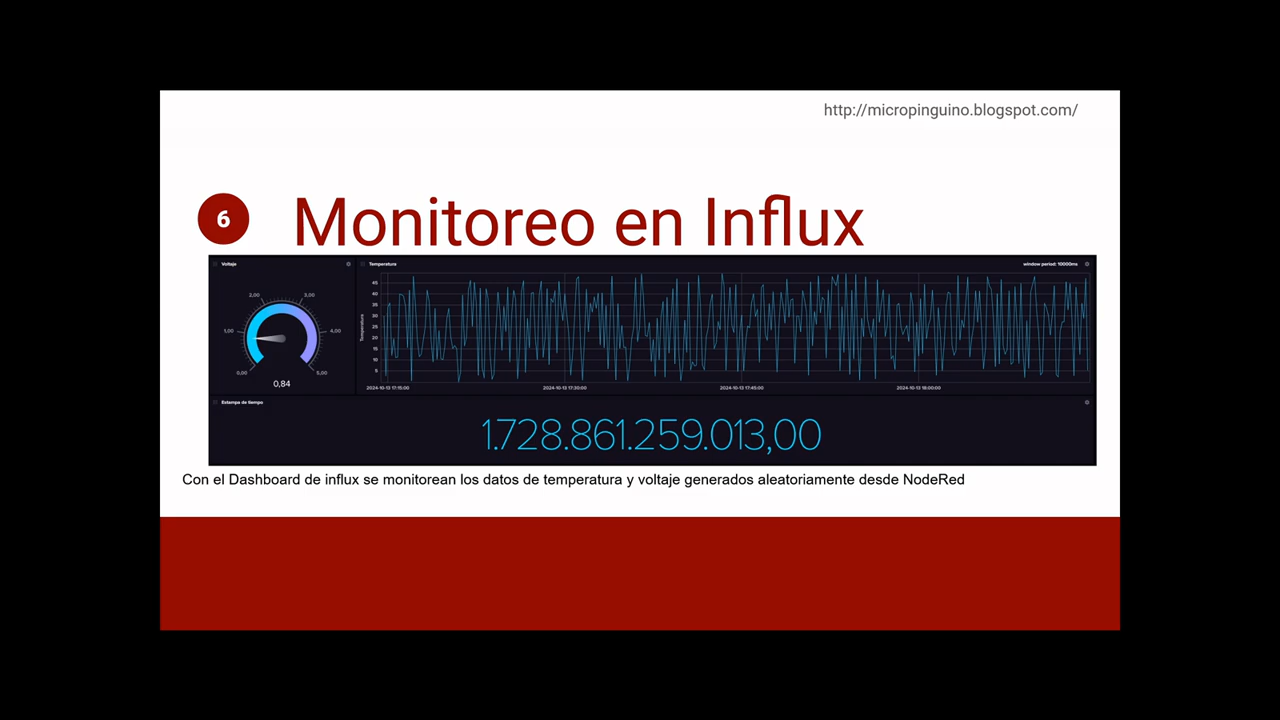 http://micropinguino.blogspot.com/
6
Monitoreo en Influx
Voltaje
2,00
3,00
1,00
4,00
0,00
5,00
0,84
Temperatura
window period: 10000ms
Temperatura
45
40
35
30
25
20
15
10
5
2024-10-13 17:15:00
2024-10-13 17:30:00
2024-10-13 17:45:00
2024-10-13 18:00:00
Estampa de tiempo
1.728.861.259.013,00
Con el Dashboard de influx se monitorean los datos de temperatura y voltaje generados aleatoriamente desde NodeRed